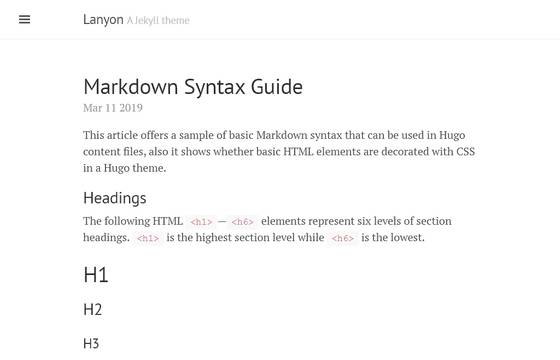 Lanyon A Jekyll theme
Markdown Syntax Guide
Mar 11 2019
This article offers a sample of basic Markdown syntax that can be used in Hugo
content files, also it shows whether basic HTML elements are decorated with CSS
in a Hugo theme.
Headings
The following HTML <h1> — <h6> elements represent six levels of section
headings. <h1> is the highest section level while <h6> is the lowest.
H1
H2
H3